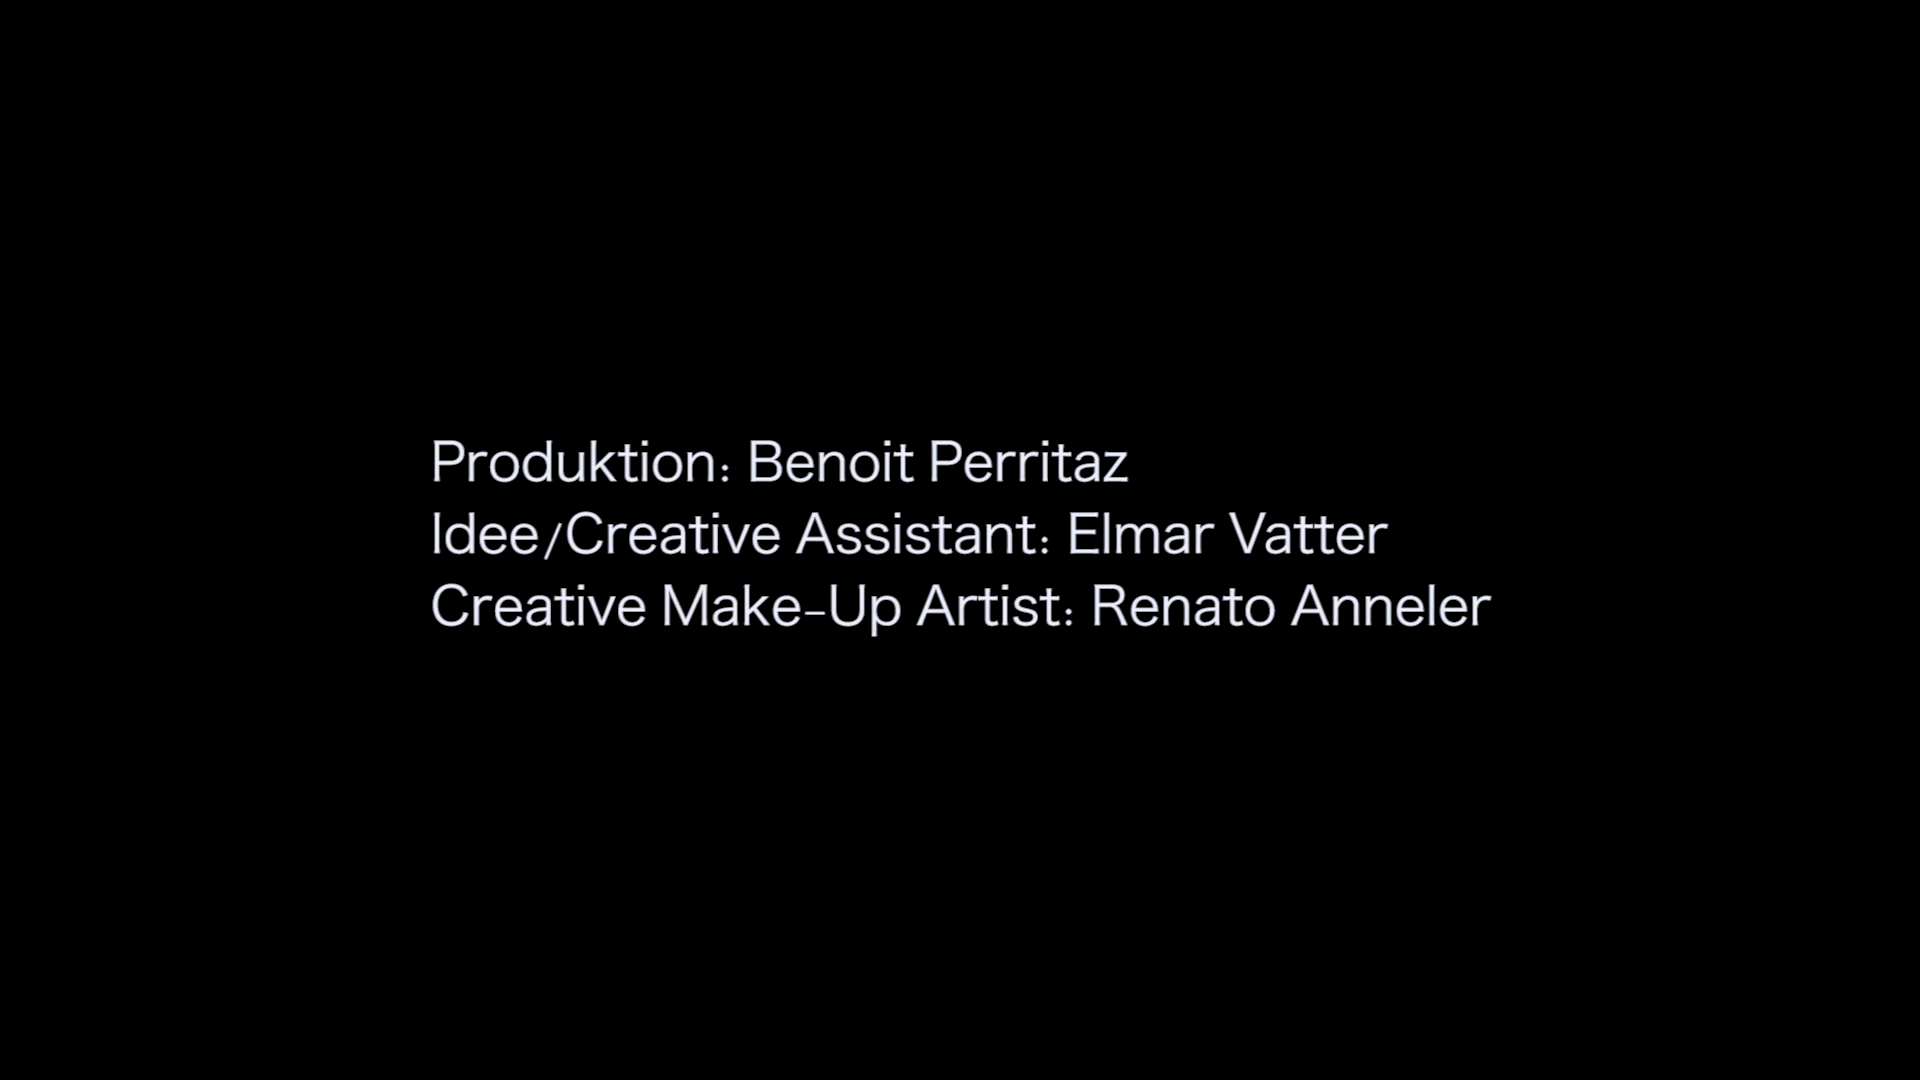 Produktion: Benoit Perritaz
Idee/Creative Assistant: Elmar Vatter
Creative Make-Up Artist: Renato Anneler